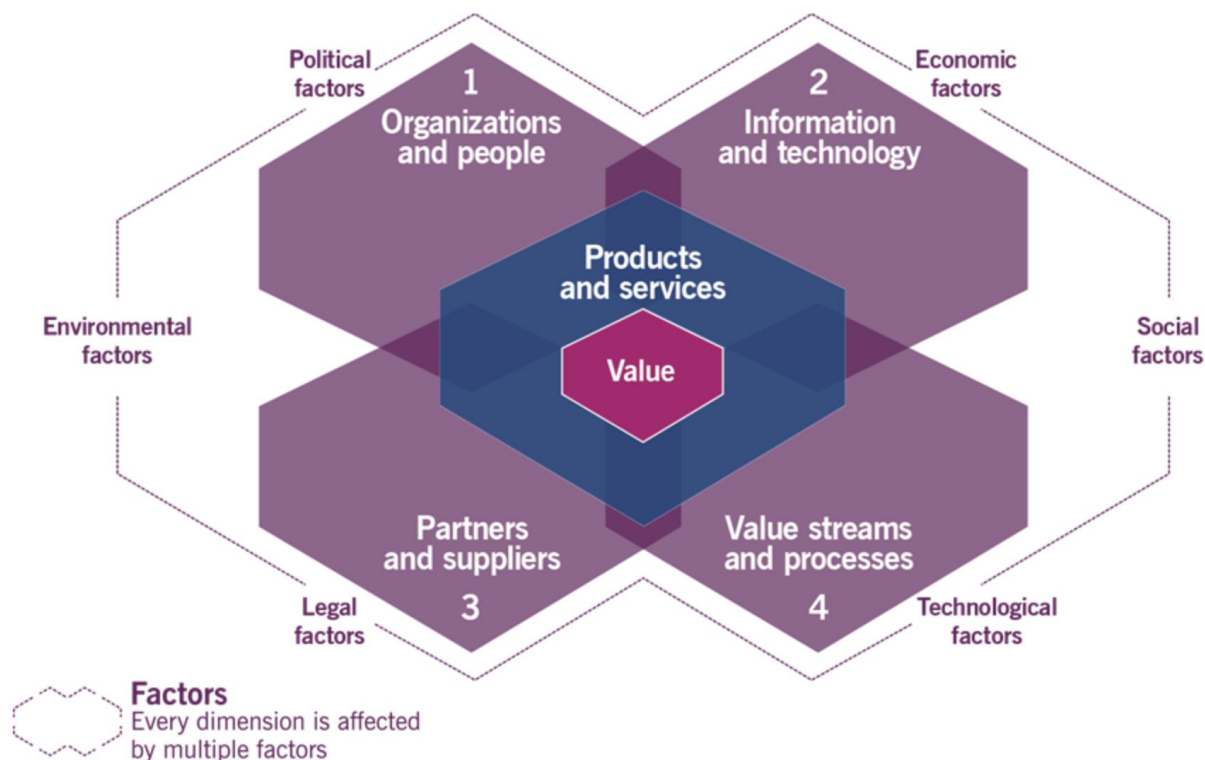 Political
factors
Economic
factors
1
Organizations
and people
2
Information
and technology
Products
and services
Environmental
factors
Value
Social
factors
Partners
and suppliers
3
Value streams
and processes
4
Legal
factors
Technological
factors
Factors
Every dimension is affected
by multiple factors